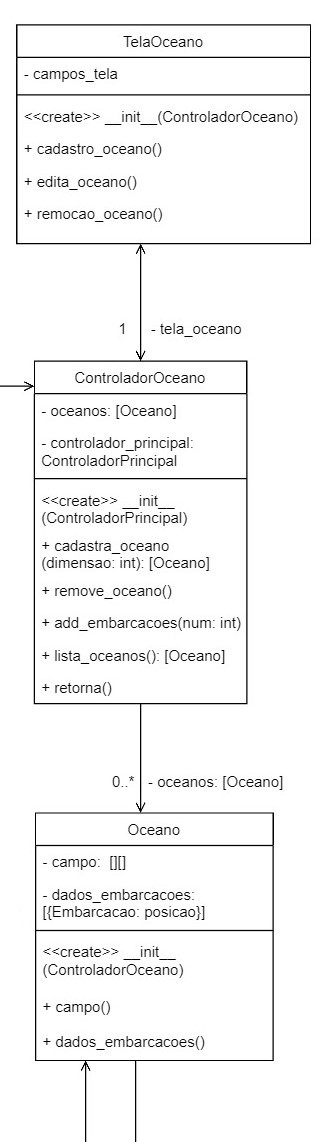 TelaOceano
- campos_tela
<<create>> __init__(ControladorOceano)
+ cadastro_oceano()
+ edita_oceano()
+ remocao_oceano()
1 - tela_oceano
ControladorOceano
- oceanos: [Oceano]
- controlador_principal:
ControladorPrincipal
<<create>> __init__
(ControladorPrincipal)
+ cadastra_oceano
(dimensao: int): [Oceano]
+ remove_oceano()
+ add_embarcacoes(num: int)
+ lista_oceanos(): [Oceano]
+ retorna()
0..* - oceanos: [Oceano]
Oceano
- campo: [][]
- dados_embarcacoes:
[{Embarcacao: posicao}]
<<create>> __init__
(ControladorOceano)
+ campo()
+ dados_embarcacoes()